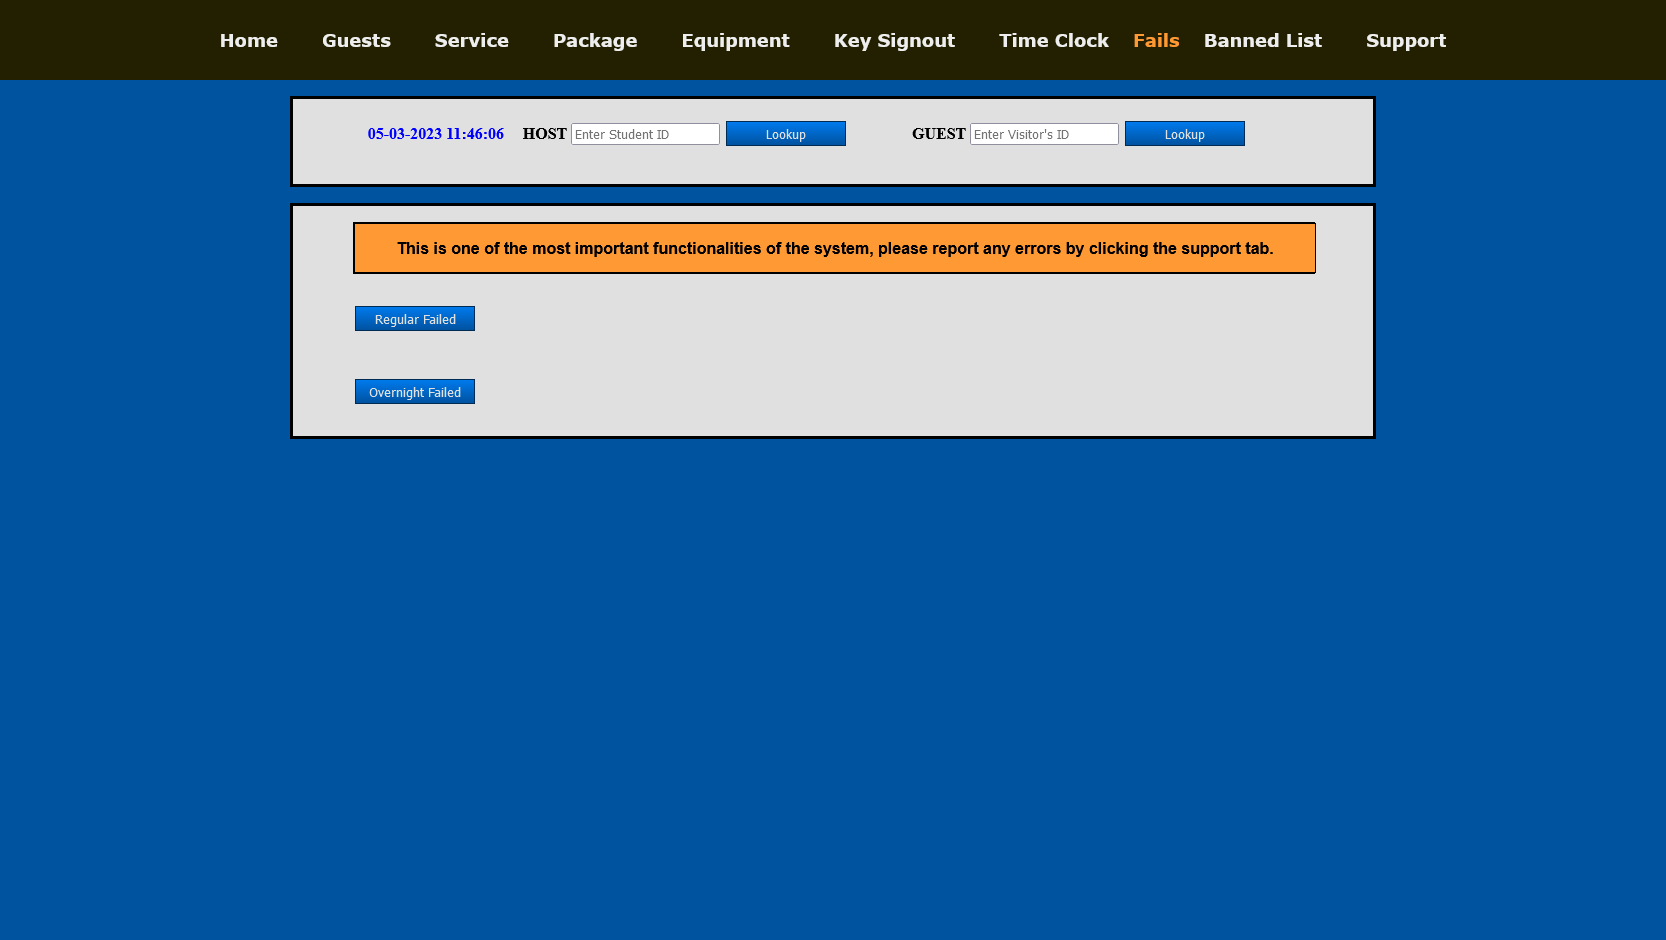 Home Guests Service Package Equipment Key Signout Time Clock Fails Banned List Support
05-03-2023 11:46:06 HOST Enter Student ID Lookup GUEST Enter Visitor's ID Lookup
This is one of the most important functionalities of the system, please report any errors by clicking the support tab.
Regular Failed
Overnight Failed